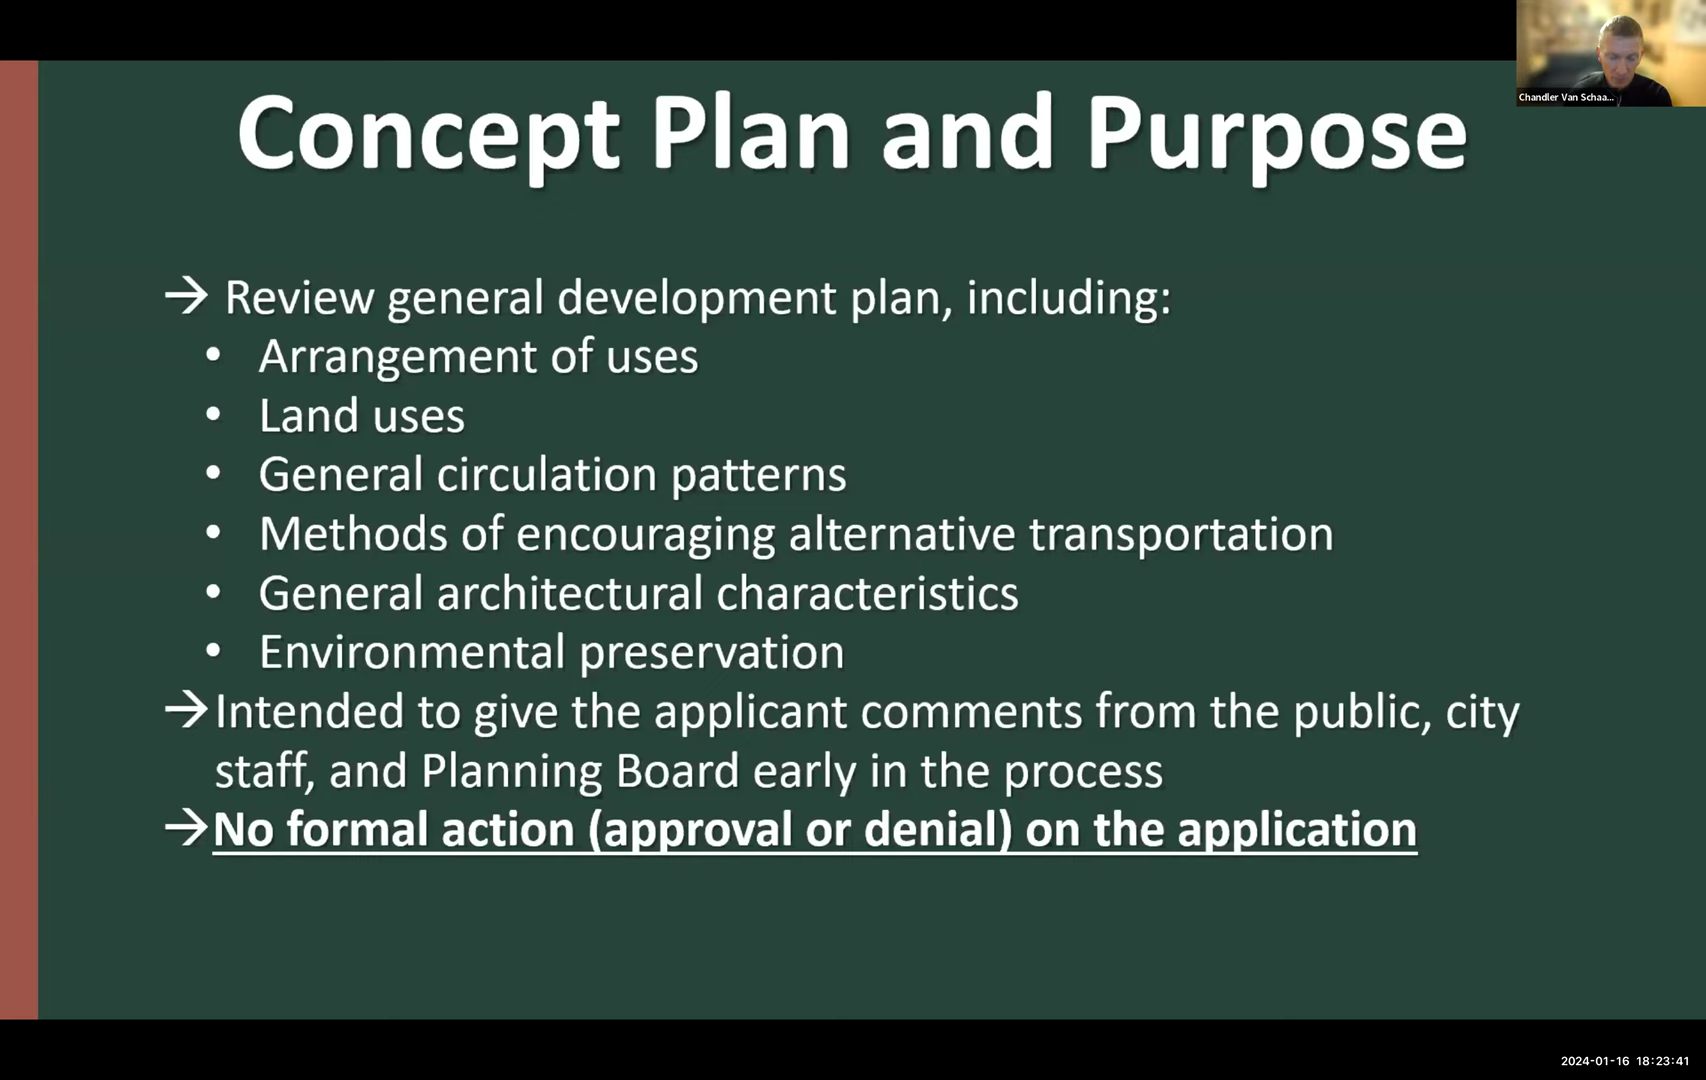 Chandler Van Schaa...
Concept Plan and Purpose
→ Review general development plan, including:
• Arrangement of uses
• Land uses
• General circulation patterns
• Methods of encouraging alternative transportation
• General architectural characteristics
• Environmental preservation
→Intended to give the applicant comments from the public, city
staff, and Planning Board early in the process
→No formal action (approval or denial) on the application
2024-01-16 18:23:41